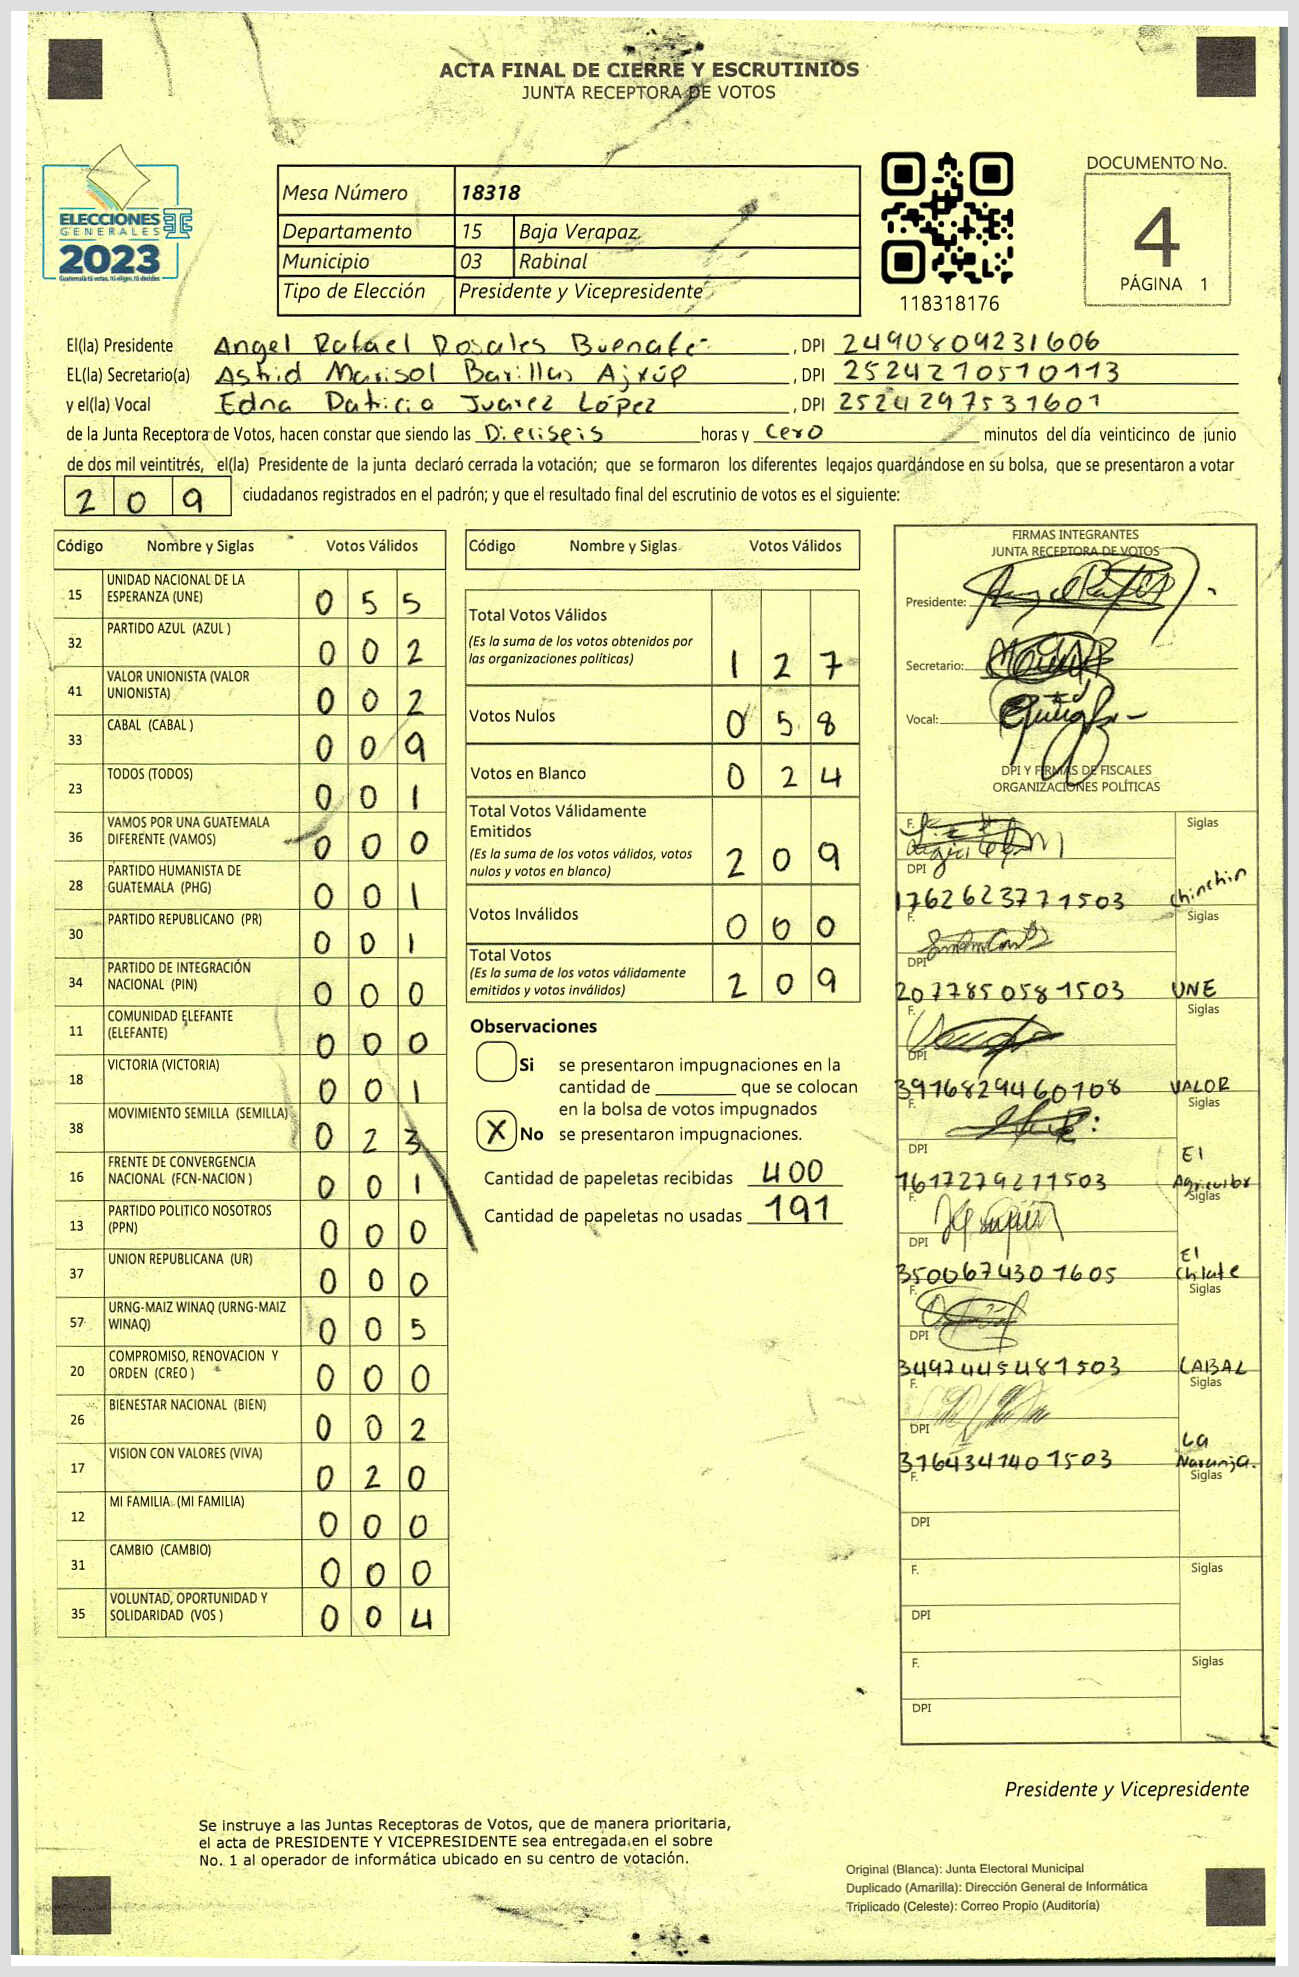 ACTA FINAL DE CIERRE Y ESCRUTINIOS
JUNTA RECEPTORA DE VOTOS
ELECCIONES
GENERALES
2023
Guatemala tú votas, tú eliges, tú decides
Mesa Número 18318
Departamento 15 Baja Verapaz
Municipio 03 Rabinal
Tipo de Elección Presidente y Vicepresidente
118318176
DOCUMENTO No.
4
PÁGINA 1
El(la) Presidente Angel Rafael Rosales Buenafé , DPI 2490809231606
EL(la) Secretario(a) Astrid Marisol Barillas Ajxúp , DPI 2524210510113
y el(la) Vocal Edna Patricia Juarez López , DPI 2524297531601
de la Junta Receptora de Votos, hacen constar que siendo las Dieciseis horas y cero minutos del día veinticinco de junio
de dos mil veintitrés, el(la) Presidente de la junta declaró cerrada la votación; que se formaron los diferentes legajos guardándose en su bolsa, que se presentaron a votar
209 ciudadanos registrados en el padrón; y que el resultado final del escrutinio de votos es el siguiente:
Código Nombre y Siglas Votos Válidos
15 UNIDAD NACIONAL DE LA ESPERANZA (UNE) 0 5 5
32 PARTIDO AZUL (AZUL ) 0 0 2
41 VALOR UNIONISTA (VALOR UNIONISTA) 0 0 2
33 CABAL (CABAL ) 0 0 9
23 TODOS (TODOS) 0 0 1
36 VAMOS POR UNA GUATEMALA DIFERENTE (VAMOS) 0 0 0
28 PARTIDO HUMANISTA DE GUATEMALA (PHG) 0 0 1
30 PARTIDO REPUBLICANO (PR) 0 0 1
34 PARTIDO DE INTEGRACIÓN NACIONAL (PIN) 0 0 0
11 COMUNIDAD ELEFANTE (ELEFANTE) 0 0 0
18 VICTORIA (VICTORIA) 0 0 1
38 MOVIMIENTO SEMILLA (SEMILLA) 0 2 3
16 FRENTE DE CONVERGENCIA NACIONAL (FCN-NACION ) 0 0 1
13 PARTIDO POLITICO NOSOTROS (PPN) 0 0 0
37 UNION REPUBLICANA (UR) 0 0 0
57 URNG-MAIZ WINAQ (URNG-MAIZ WINAQ) 0 0 5
20 COMPROMISO, RENOVACION Y ORDEN (CREO ) 0 0 0
26 BIENESTAR NACIONAL (BIEN) 0 0 2
17 VISION CON VALORES (VIVA) 0 2 0
12 MI FAMILIA (MI FAMILIA) 0 0 0
31 CAMBIO (CAMBIO) 0 0 0
35 VOLUNTAD, OPORTUNIDAD Y SOLIDARIDAD (VOS ) 0 0 4
Código Nombre y Siglas Votos Válidos
Total Votos Válidos
(Es la suma de los votos obtenidos por
las organizaciones políticas) 1 2 7
Votos Nulos 0 5 8
Votos en Blanco 0 2 4
Total Votos Válidamente
Emitidos
(Es la suma de los votos válidos, votos
nulos y votos en blanco) 2 0 9
Votos Inválidos 0 0 0
Total Votos
(Es la suma de los votos válidamente
emitidos y votos inválidos) 2 0 9
Observaciones
Si se presentaron impugnaciones en la
cantidad de ________ que se colocan
en la bolsa de votos impugnados
X No se presentaron impugnaciones.
Cantidad de papeletas recibidas 400
Cantidad de papeletas no usadas 191
FIRMAS INTEGRANTES
JUNTA RECEPTORA DE VOTOS
Presidente:
Secretario:
Vocal:
DPI Y FIRMAS DE FISCALES
ORGANIZACIONES POLÍTICAS
F. Siglas
DPI
1762623771503 Chinchin
F. Siglas
DPI
2077850581503 UNE
F. Siglas
DPI
3976829460108 VALOR
F. Siglas
DPI
1617279211503 El Agricultor
F. Siglas
DPI
3500674301605 El Chilate
F. Siglas
DPI
3492445481503 CABAL
F. Siglas
DPI
3164341401503 La Naranja.
F. Siglas
DPI
F. Siglas
DPI
F. Siglas
DPI
Presidente y Vicepresidente
Se instruye a las Juntas Receptoras de Votos, que de manera prioritaria,
el acta de PRESIDENTE Y VICEPRESIDENTE sea entregada en el sobre
No. 1 al operador de informática ubicado en su centro de votación.
Original (Blanca): Junta Electoral Municipal
Duplicado (Amarilla): Dirección General de Informática
Triplicado (Celeste): Correo Propio (Auditoría)